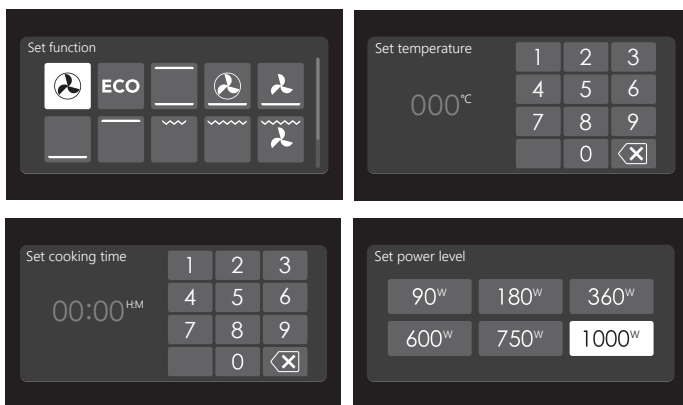 Set function
ECO
Set temperature
000°C
1 2 3
4 5 6
7 8 9
0
Set cooking time
00:00 H:M
1 2 3
4 5 6
7 8 9
0
Set power level
90W 180W 360W
600W 750W 1000W